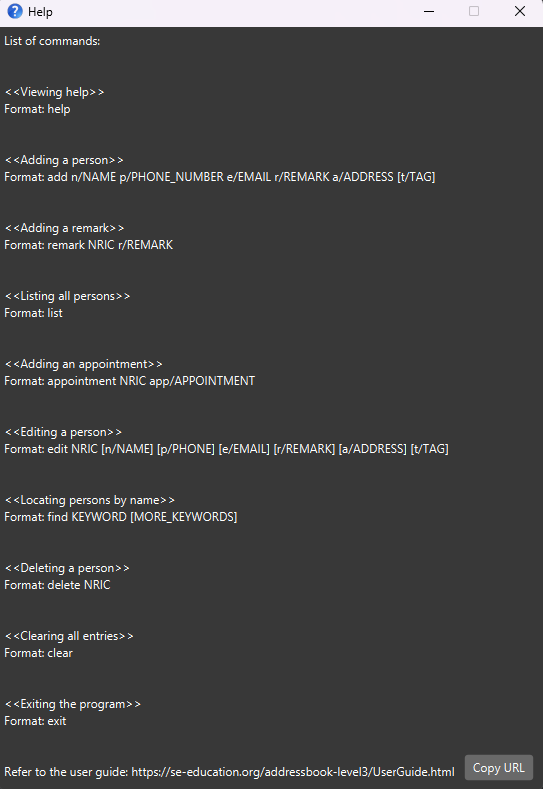 Help
List of commands:
<<Viewing help>>
Format: help
<<Adding a person>>
Format: add n/NAME p/PHONE_NUMBER e/EMAIL r/REMARK a/ADDRESS [t/TAG]
<<Adding a remark>>
Format: remark NRIC r/REMARK
<<Listing all persons>>
Format: list
<<Adding an appointment>>
Format: appointment NRIC app/APPOINTMENT
<<Editing a person>>
Format: edit NRIC [n/NAME] [p/PHONE] [e/EMAIL] [r/REMARK] [a/ADDRESS] [t/TAG]
<<Locating persons by name>>
Format: find KEYWORD [MORE_KEYWORDS]
<<Deleting a person>>
Format: delete NRIC
<<Clearing all entries>>
Format: clear
<<Exiting the program>>
Format: exit
Refer to the user guide: https://se-education.org/addressbook-level3/UserGuide.html Copy URL